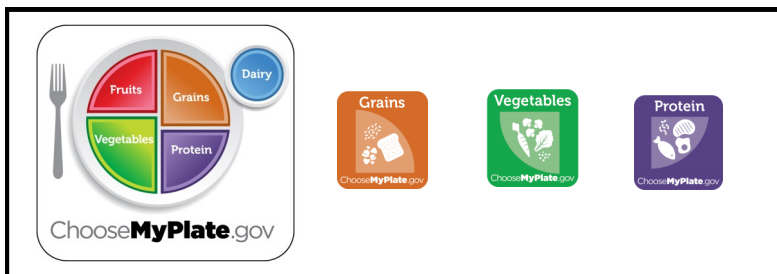 Fruits
Grains
Dairy
Vegetables
Protein
ChooseMyPlate.gov
Grains
ChooseMyPlate.gov
Vegetables
ChooseMyPlate.gov
Protein
ChooseMyPlate.gov